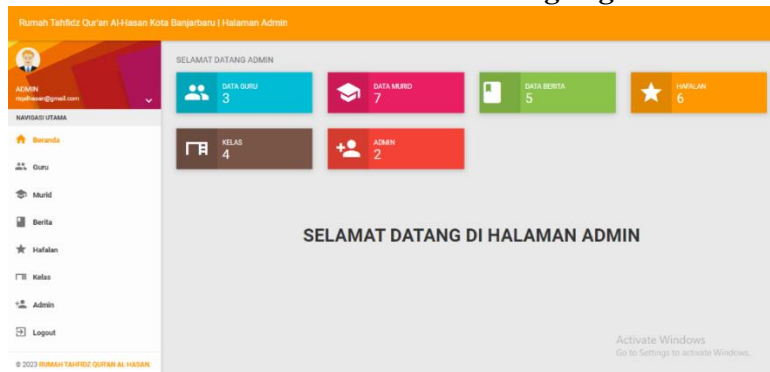 Rumah Tahfidz Qur'an Al-Hasan Kota Banjarbaru | Halaman Admin
ADMIN
NAVIGASI UTAMA
Beranda
Guru
Murid
Berita
Hafalan
Kelas
Admin
Logout
© 2023 RUMAH TAHFIDZ QUR'AN AL HASAN
SELAMAT DATANG ADMIN
DATA GURU
3
DATA MURID
7
DATA BERITA
5
HAFALAN
6
KELAS
4
ADMIN
2
SELAMAT DATANG DI HALAMAN ADMIN
Activate Windows
Go to Settings to activate Windows.